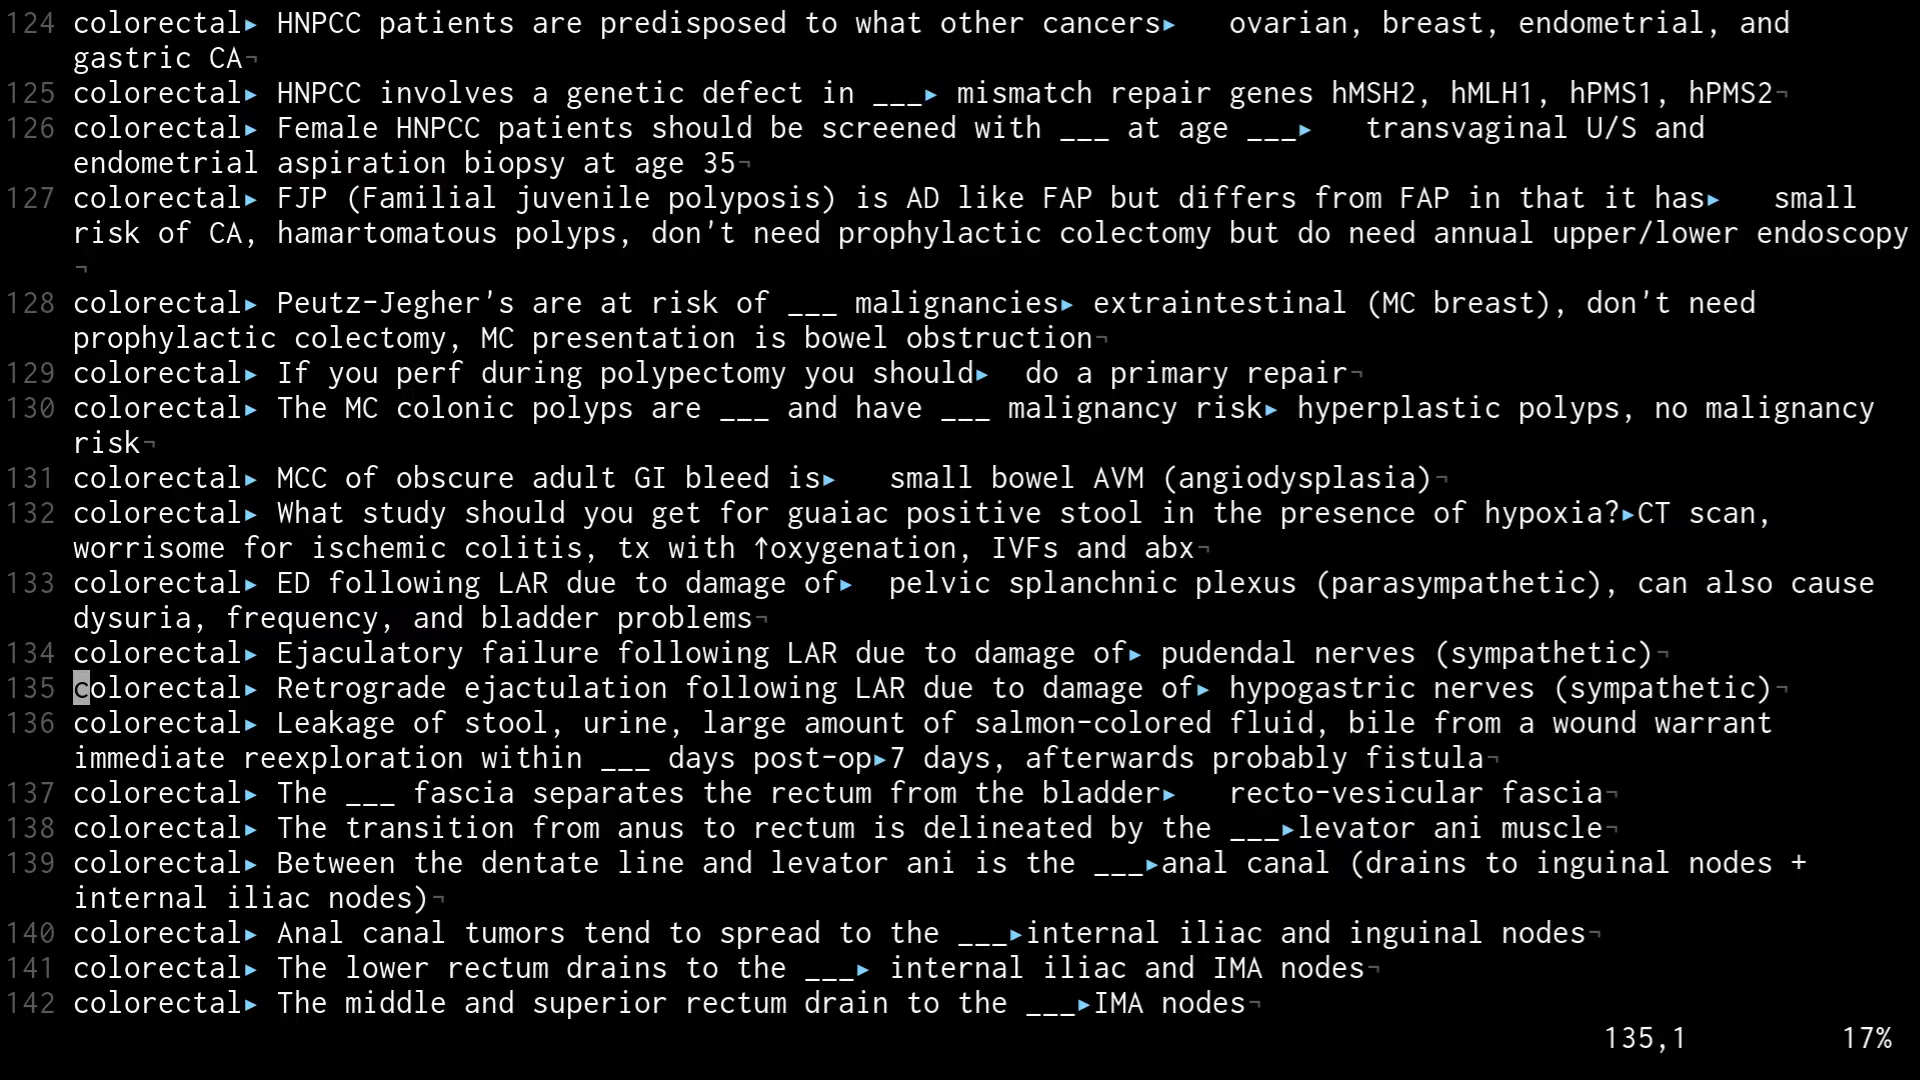 124 colorectal▸ HNPCC patients are predisposed to what other cancers▸   ovarian, breast, endometrial, and
gastric CA¬
125 colorectal▸ HNPCC involves a genetic defect in ___▸ mismatch repair genes hMSH2, hMLH1, hPMS1, hPMS2¬
126 colorectal▸ Female HNPCC patients should be screened with ___ at age ___▸   transvaginal U/S and
endometrial aspiration biopsy at age 35¬
127 colorectal▸ FJP (Familial juvenile polyposis) is AD like FAP but differs from FAP in that it has▸   small
risk of CA, hamartomatous polyps, don't need prophylactic colectomy but do need annual upper/lower endoscopy
¬
128 colorectal▸ Peutz-Jegher's are at risk of ___ malignancies▸ extraintestinal (MC breast), don't need
prophylactic colectomy, MC presentation is bowel obstruction¬
129 colorectal▸ If you perf during polypectomy you should▸  do a primary repair¬
130 colorectal▸ The MC colonic polyps are ___ and have ___ malignancy risk▸ hyperplastic polyps, no malignancy
risk¬
131 colorectal▸ MCC of obscure adult GI bleed is▸   small bowel AVM (angiodysplasia)¬
132 colorectal▸ What study should you get for guaiac positive stool in the presence of hypoxia?▸CT scan,
worrisome for ischemic colitis, tx with ↑oxygenation, IVFs and abx¬
133 colorectal▸ ED following LAR due to damage of▸  pelvic splanchnic plexus (parasympathetic), can also cause
dysuria, frequency, and bladder problems¬
134 colorectal▸ Ejaculatory failure following LAR due to damage of▸ pudendal nerves (sympathetic)¬
135 colorectal▸ Retrograde ejactulation following LAR due to damage of▸ hypogastric nerves (sympathetic)¬
136 colorectal▸ Leakage of stool, urine, large amount of salmon-colored fluid, bile from a wound warrant
immediate reexploration within ___ days post-op▸7 days, afterwards probably fistula¬
137 colorectal▸ The ___ fascia separates the rectum from the bladder▸   recto-vesicular fascia¬
138 colorectal▸ The transition from anus to rectum is delineated by the ___▸levator ani muscle¬
139 colorectal▸ Between the dentate line and levator ani is the ___▸anal canal (drains to inguinal nodes +
internal iliac nodes)¬
140 colorectal▸ Anal canal tumors tend to spread to the ___▸internal iliac and inguinal nodes¬
141 colorectal▸ The lower rectum drains to the ___▸ internal iliac and IMA nodes¬
142 colorectal▸ The middle and superior rectum drain to the ___▸IMA nodes¬
135,1 17%